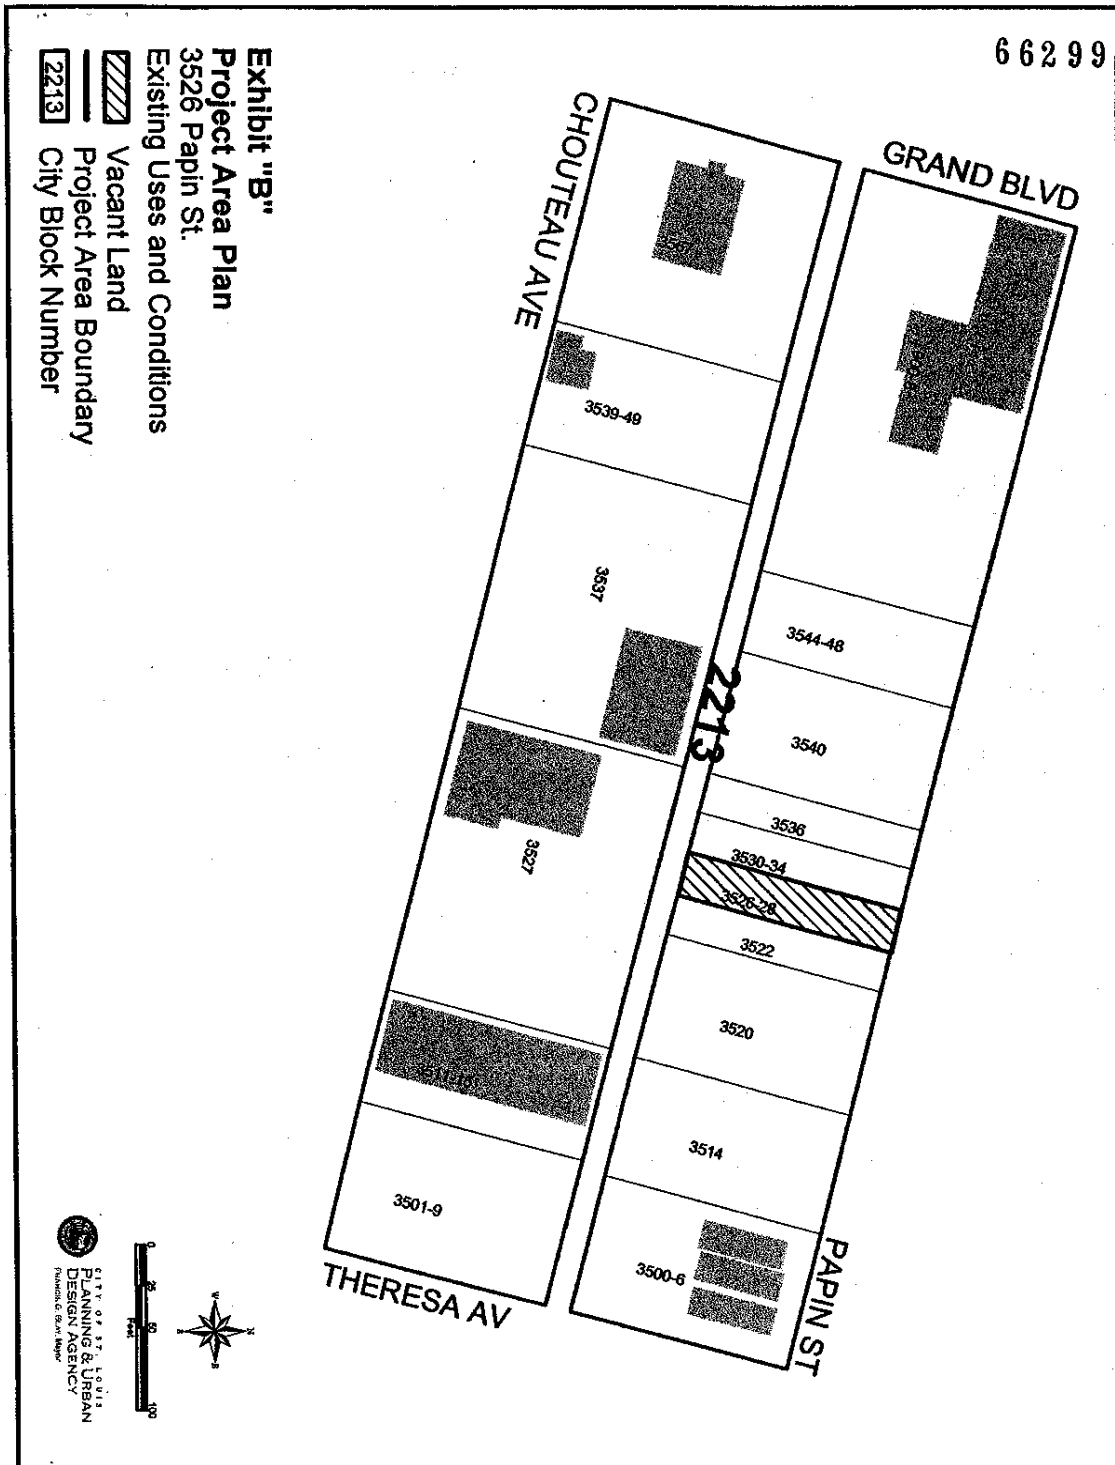 66299
GRAND BLVD
CHOUTEAU AVE
3539-49
3537
3527
3501-9
2213
3544-48
3540
3536
3530-34
3526-28
3522
3520
3514
3500-6
PAPIN ST
THERESA AV
Exhibit "B"
Project Area Plan
3526 Papin St.
Existing Uses and Conditions
Vacant Land
Project Area Boundary
2213 City Block Number
N
W
0 25 50 100
Feet
CITY OF ST. LOUIS
PLANNING & URBAN
DESIGN AGENCY
Francis G. Slay, Mayor